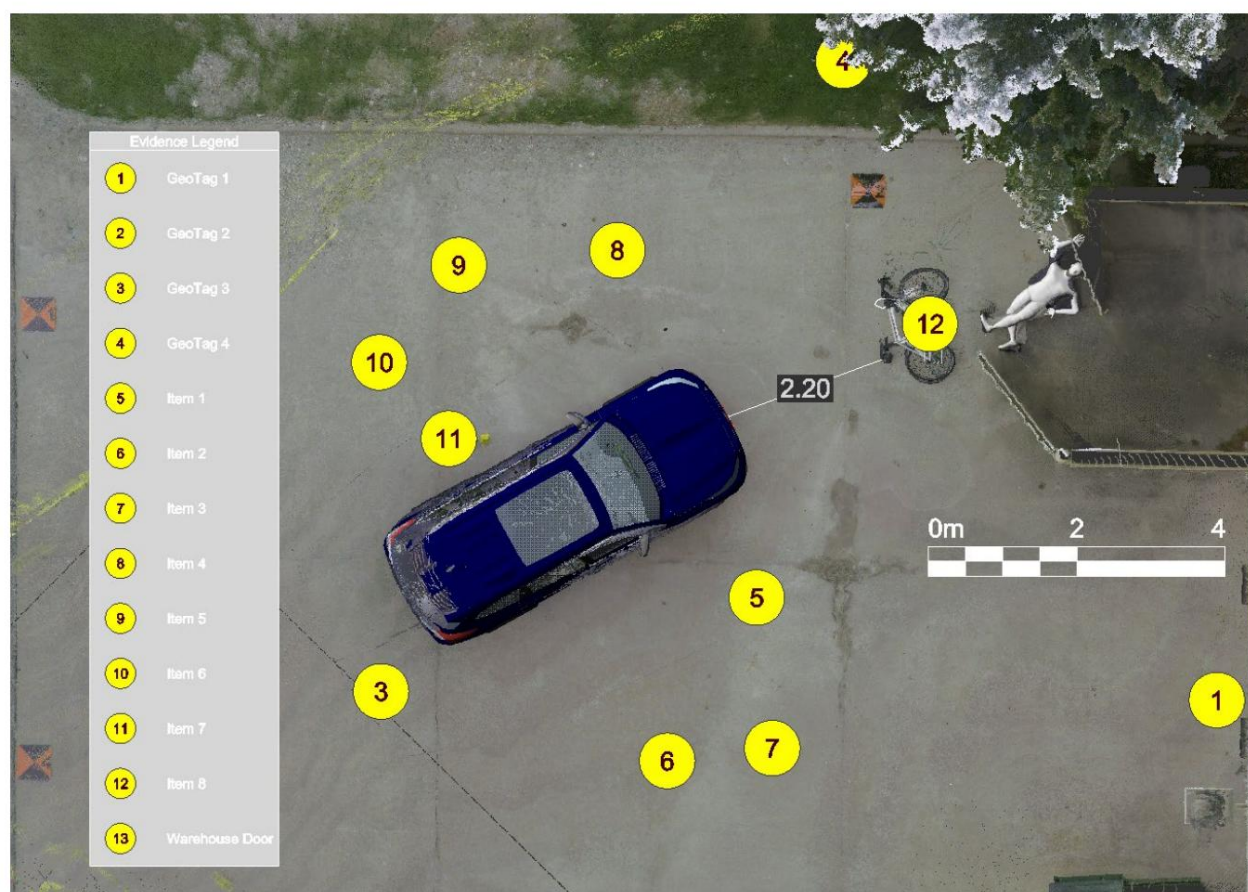 Evidence Legend
1 GeoTag 1
2 GeoTag 2
3 GeoTag 3
4 GeoTag 4
5 Item 1
6 Item 2
7 Item 3
8 Item 4
9 Item 5
10 Item 6
11 Item 7
12 Item 8
13 Warehouse Door
4
8
9
12
10
2.20
11
0m 2 4
5
3
1
7
6